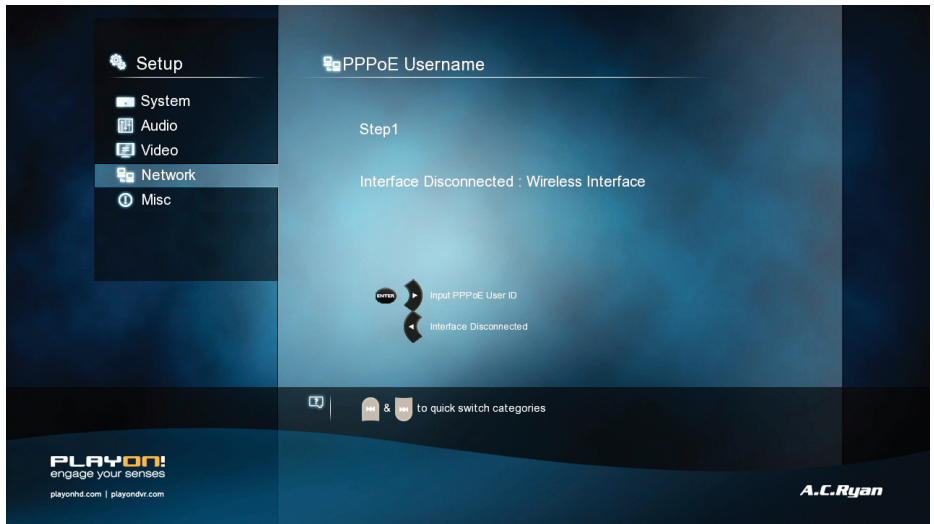 Setup
System
Audio
Video
Network
Misc
PPPoE Username
Step1
Interface Disconnected : Wireless Interface
ENTER Input PPPoE User ID
Interface Disconnected
& to quick switch categories
PLAYON!
engage your senses
playonhd.com | playondvr.com
A.C.Ryan